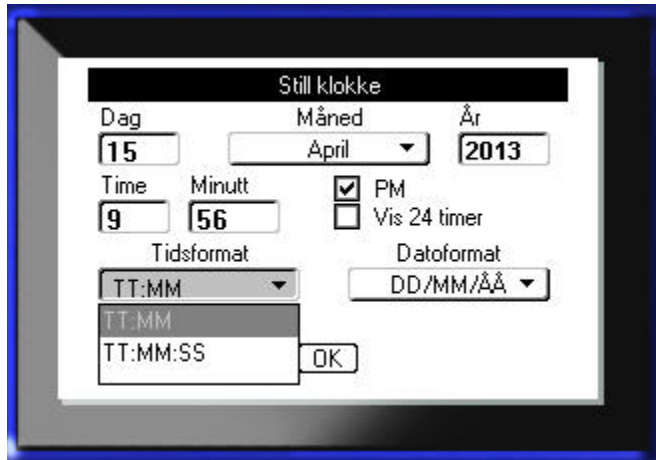 Still klokke
Dag Måned År
15 April 2013
Time Minutt PM
9 56 Vis 24 timer
Tidsformat Datoformat
TT:MM DD/MM/ÅÅ
TT:MM
TT:MM:SS
OK